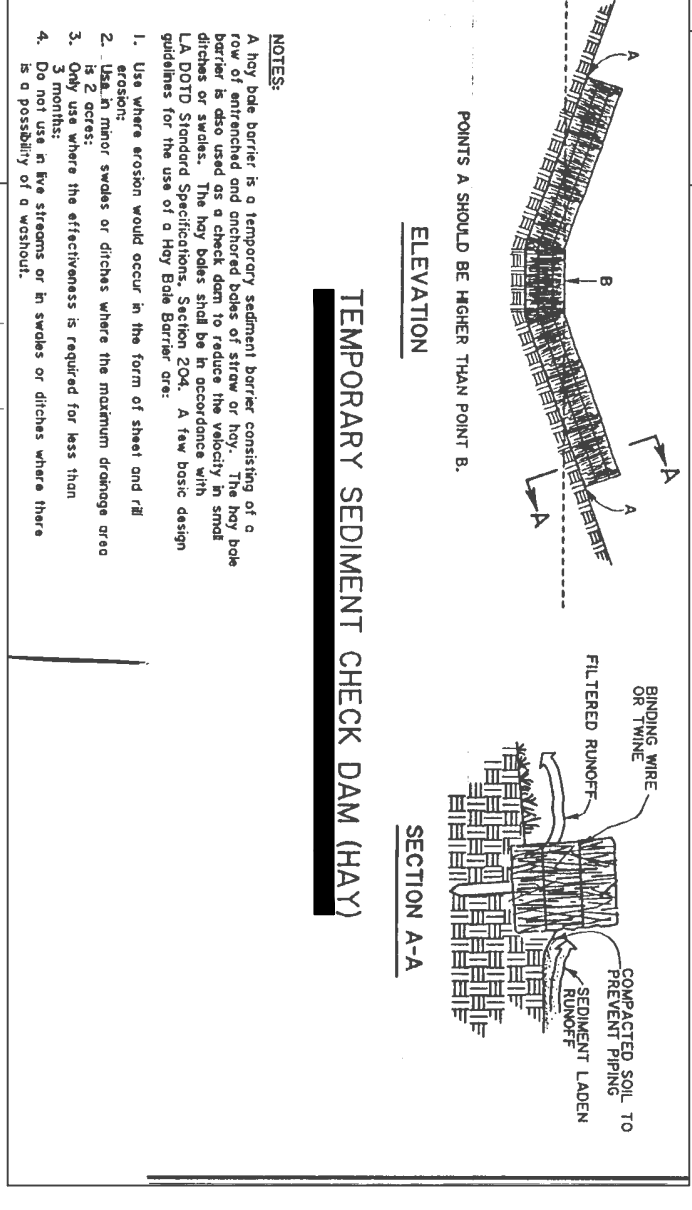 A
B
A
A
A
POINTS A SHOULD BE HIGHER THAN POINT B.
ELEVATION
BINDING WIRE
OR TWINE
FILTERED RUNOFF
COMPACTED SOIL TO
PREVENT PIPING
SEDIMENT LADEN
RUNOFF
SECTION A-A
TEMPORARY SEDIMENT CHECK DAM (HAY)
NOTES:
A hay bale barrier is a temporary sediment barrier consisting of a
row of entrenched and anchored bales of straw or hay. The hay bale
barrier is also used as a check dam to reduce the velocity in small
ditches or swales. The hay bales shall be in accordance with
LA DOTD Standard Specifications, Section 204. A few basic design
guidelines for the use of a Hay Bale Barrier are:
1. Use where erosion would occur in the form of sheet and rill
erosion;
2. Use in minor swales or ditches where the maximum drainage area
is 2 acres;
3. Only use where the effectiveness is required for less than
3 months;
4. Do not use in live streams or in swales or ditches where there
is a possibility of a washout.